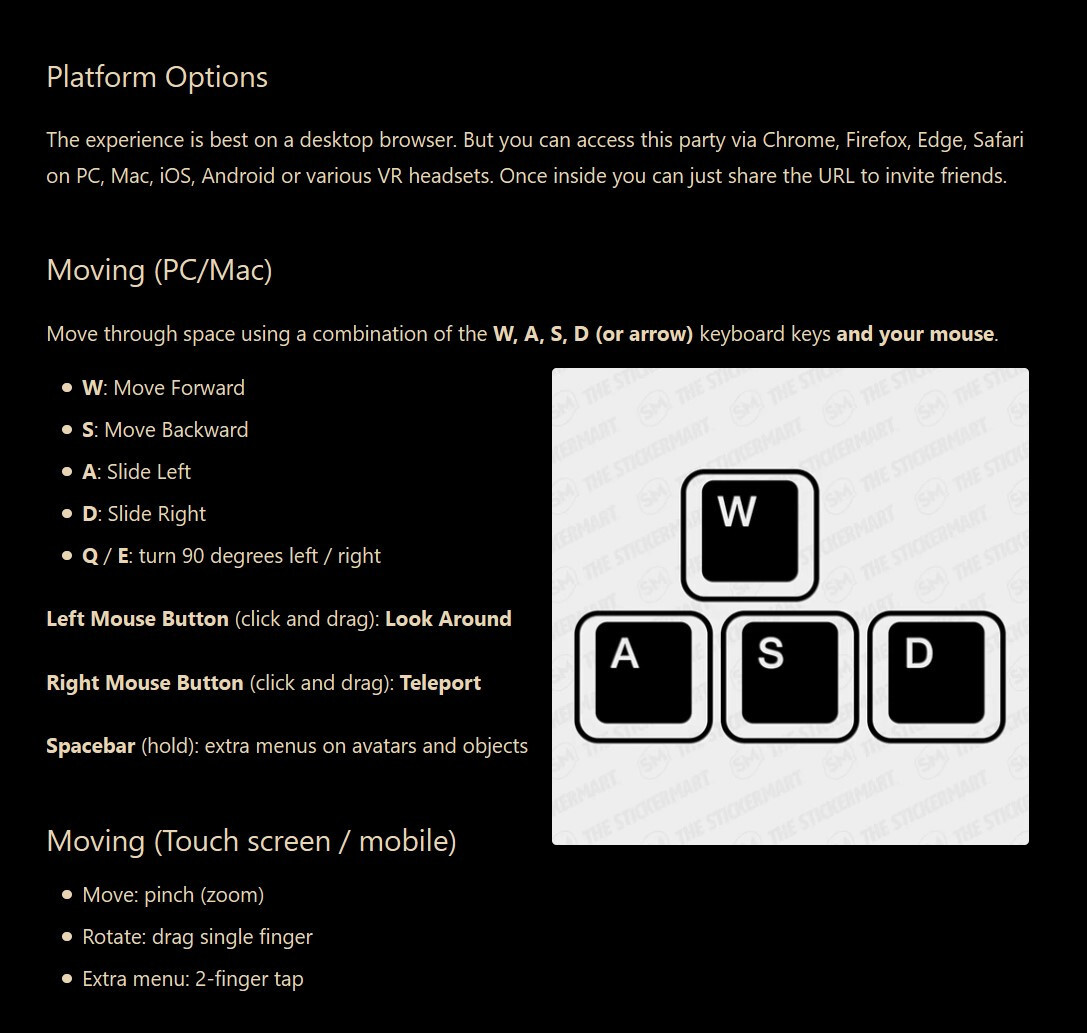 Platform Options
The experience is best on a desktop browser. But you can access this party via Chrome, Firefox, Edge, Safari
on PC, Mac, iOS, Android or various VR headsets. Once inside you can just share the URL to invite friends.
Moving (PC/Mac)
Move through space using a combination of the W, A, S, D (or arrow) keyboard keys and your mouse.
W: Move Forward
S: Move Backward
A: Slide Left
D: Slide Right
Q / E: turn 90 degrees left / right
Left Mouse Button (click and drag): Look Around
Right Mouse Button (click and drag): Teleport
Spacebar (hold): extra menus on avatars and objects
W
A S D
SM THE STICKERMART
Moving (Touch screen / mobile)
Move: pinch (zoom)
Rotate: drag single finger
Extra menu: 2-finger tap